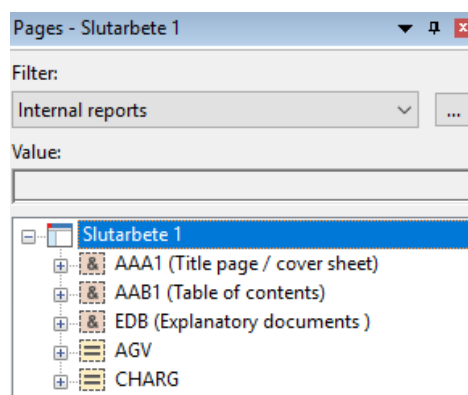 Pages - Slutarbete 1
Filter:
Internal reports
...
Value:
Slutarbete 1
& AAA1 (Title page / cover sheet)
& AAB1 (Table of contents)
& EDB (Explanatory documents )
AGV
CHARG